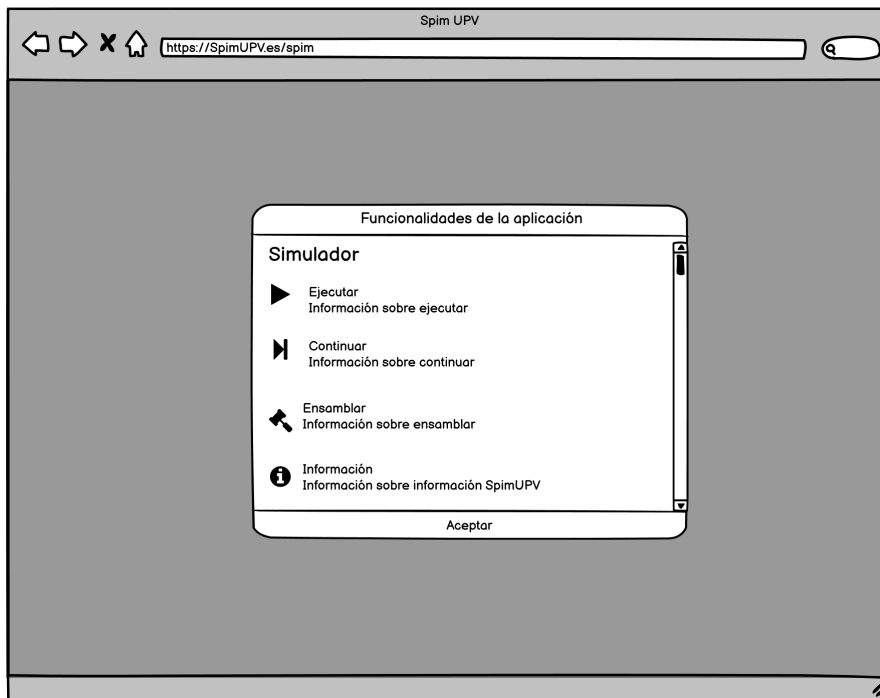 Spim UPV
https://SpimUPV.es/spim
Funcionalidades de la aplicación
Simulador
Ejecutar
Información sobre ejecutar
Continuar
Información sobre continuar
Ensamblar
Información sobre ensamblar
Información
Información sobre información SpimUPV
Aceptar